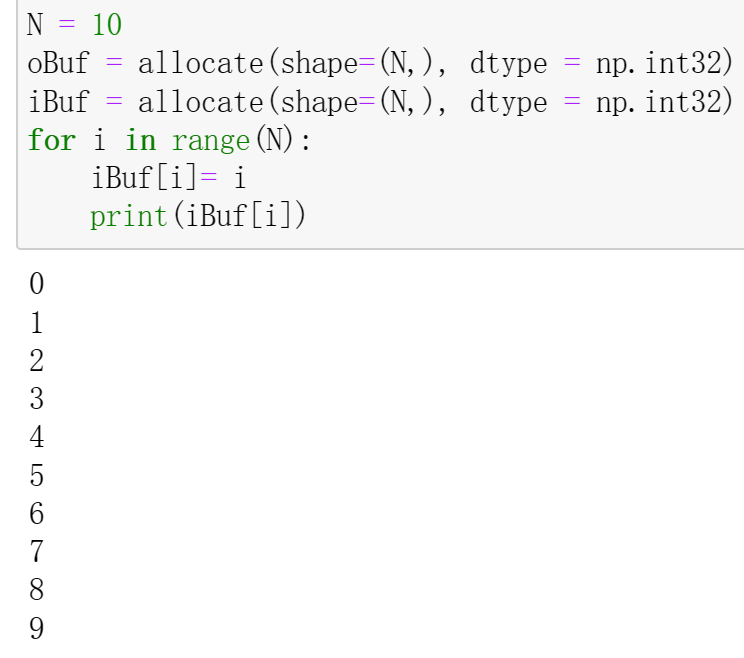 N = 10
oBuf = allocate(shape=(N,), dtype = np.int32)
iBuf = allocate(shape=(N,), dtype = np.int32)
for i in range(N):
    iBuf[i]= i
    print(iBuf[i])
0
1
2
3
4
5
6
7
8
9